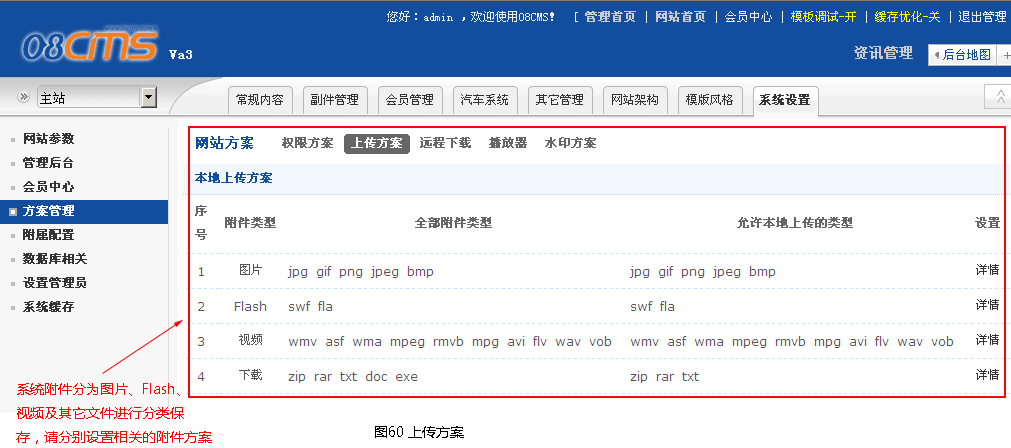 您好：admin ，欢迎使用08CMS！ [ 管理首页 | 网站首页 | 会员中心 | 模板调试-开 | 缓存优化-关 | 退出管理
08CMS Va3
资讯管理 后台地图 +
主站
常规内容 副件管理 会员管理 汽车系统 其它管理 网站架构 模版风格 系统设置
网站参数
管理后台
会员中心
方案管理
附属配置
数据库相关
设置管理员
系统缓存
网站方案 权限方案 上传方案 远程下载 播放器 水印方案
本地上传方案
序号 附件类型 全部附件类型 允许本地上传的类型 设置
1 图片 jpg gif png jpeg bmp jpg gif png jpeg bmp 详情
2 Flash swf fla swf fla 详情
3 视频 wmv asf wma mpeg rmvb mpg avi flv wav vob wmv asf wma mpeg rmvb mpg avi flv wav vob 详情
4 下载 zip rar txt doc exe zip rar txt 详情
系统附件分为图片、Flash、
视频及其它文件进行分类保
存，请分别设置相关的附件方案
图60 上传方案